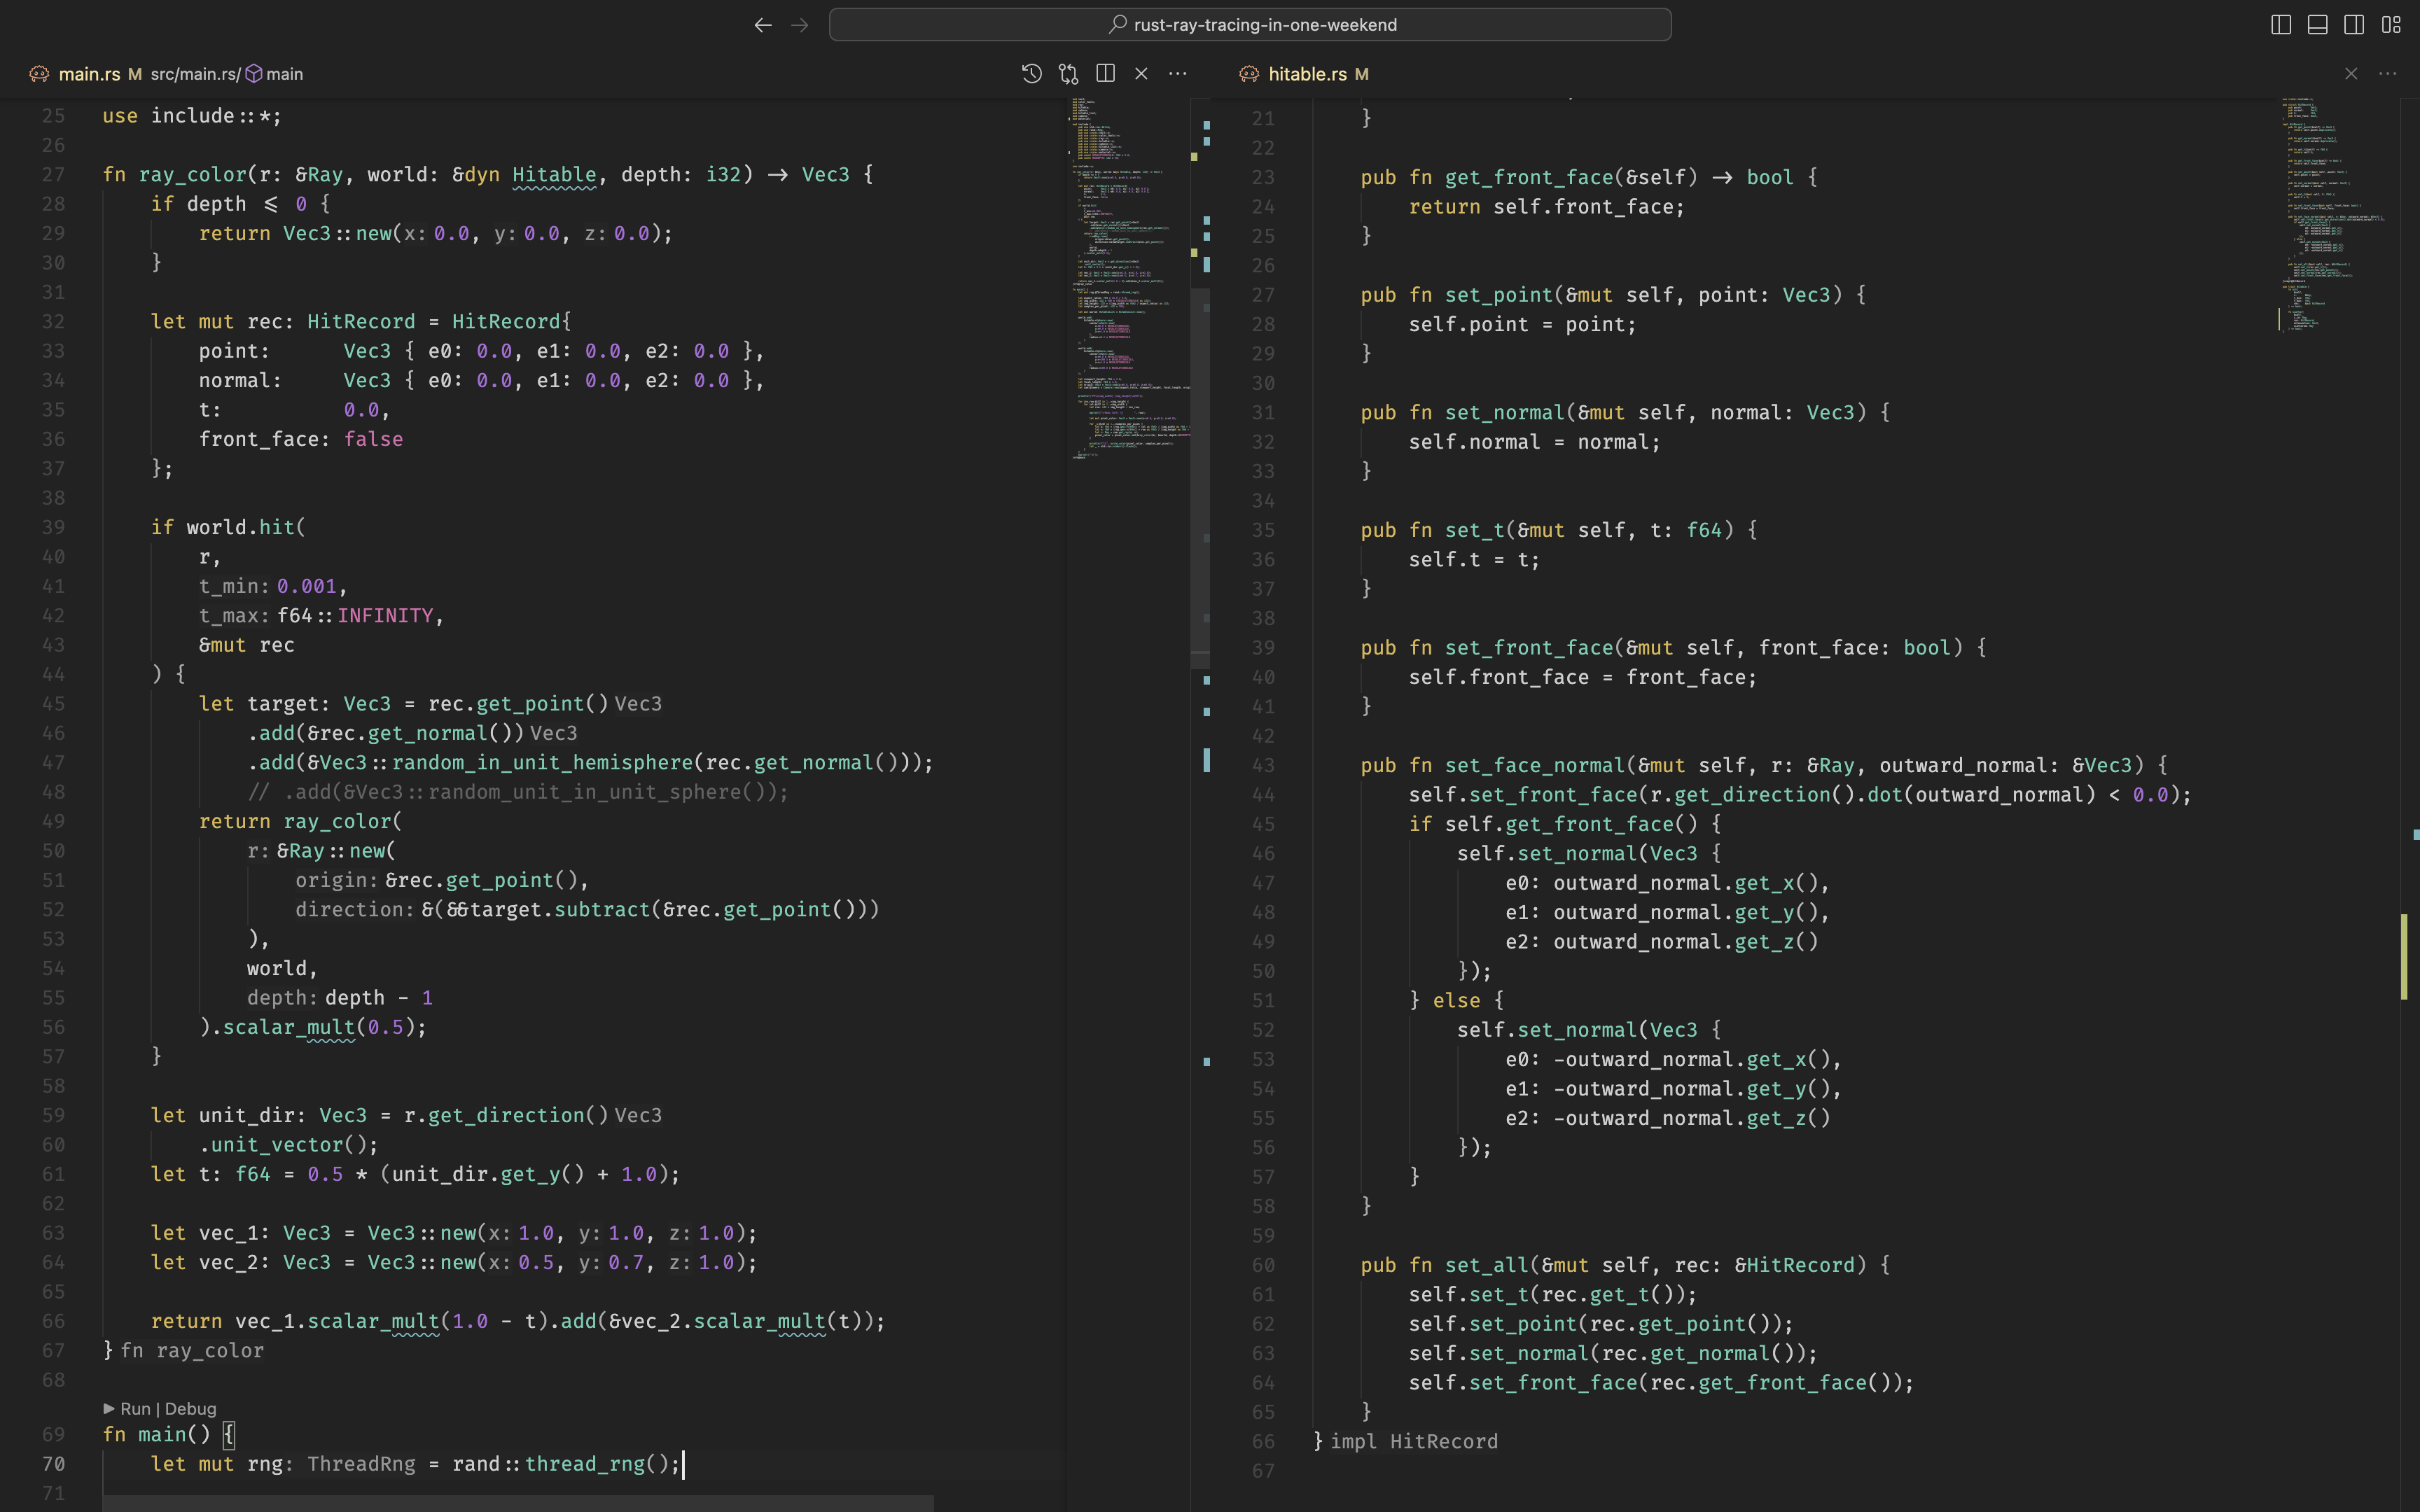 rust-ray-tracing-in-one-weekend
main.rs M src/main.rs/ main
25 use include::*;
26
27 fn ray_color(r: &Ray, world: &dyn Hitable, depth: i32) -> Vec3 {
28 if depth <= 0 {
29 return Vec3::new(x: 0.0, y: 0.0, z: 0.0);
30 }
31
32 let mut rec: HitRecord = HitRecord{
33 point: Vec3 { e0: 0.0, e1: 0.0, e2: 0.0 },
34 normal: Vec3 { e0: 0.0, e1: 0.0, e2: 0.0 },
35 t: 0.0,
36 front_face: false
37 };
38
39 if world.hit(
40 r,
41 t_min: 0.001,
42 t_max: f64::INFINITY,
43 &mut rec
44 ) {
45 let target: Vec3 = rec.get_point() Vec3
46 .add(&rec.get_normal()) Vec3
47 .add(&Vec3::random_in_unit_hemisphere(rec.get_normal()));
48 // .add(&Vec3::random_unit_in_unit_sphere());
49 return ray_color(
50 r: &Ray::new(
51 origin: &rec.get_point(),
52 direction: &(&&target.subtract(&rec.get_point()))
53 ),
54 world,
55 depth: depth - 1
56 ).scalar_mult(0.5);
57 }
58
59 let unit_dir: Vec3 = r.get_direction() Vec3
60 .unit_vector();
61 let t: f64 = 0.5 * (unit_dir.get_y() + 1.0);
62
63 let vec_1: Vec3 = Vec3::new(x: 1.0, y: 1.0, z: 1.0);
64 let vec_2: Vec3 = Vec3::new(x: 0.5, y: 0.7, z: 1.0);
65
66 return vec_1.scalar_mult(1.0 - t).add(&vec_2.scalar_mult(t));
67 } fn ray_color
68
Run | Debug
69 fn main() {
70 let mut rng: ThreadRng = rand::thread_rng();
71
hitable.rs M
21 }
22
23 pub fn get_front_face(&self) -> bool {
24 return self.front_face;
25 }
26
27 pub fn set_point(&mut self, point: Vec3) {
28 self.point = point;
29 }
30
31 pub fn set_normal(&mut self, normal: Vec3) {
32 self.normal = normal;
33 }
34
35 pub fn set_t(&mut self, t: f64) {
36 self.t = t;
37 }
38
39 pub fn set_front_face(&mut self, front_face: bool) {
40 self.front_face = front_face;
41 }
42
43 pub fn set_face_normal(&mut self, r: &Ray, outward_normal: &Vec3) {
44 self.set_front_face(r.get_direction().dot(outward_normal) < 0.0);
45 if self.get_front_face() {
46 self.set_normal(Vec3 {
47 e0: outward_normal.get_x(),
48 e1: outward_normal.get_y(),
49 e2: outward_normal.get_z()
50 });
51 } else {
52 self.set_normal(Vec3 {
53 e0: -outward_normal.get_x(),
54 e1: -outward_normal.get_y(),
55 e2: -outward_normal.get_z()
56 });
57 }
58 }
59
60 pub fn set_all(&mut self, rec: &HitRecord) {
61 self.set_t(rec.get_t());
62 self.set_point(rec.get_point());
63 self.set_normal(rec.get_normal());
64 self.set_front_face(rec.get_front_face());
65 }
66 } impl HitRecord
67